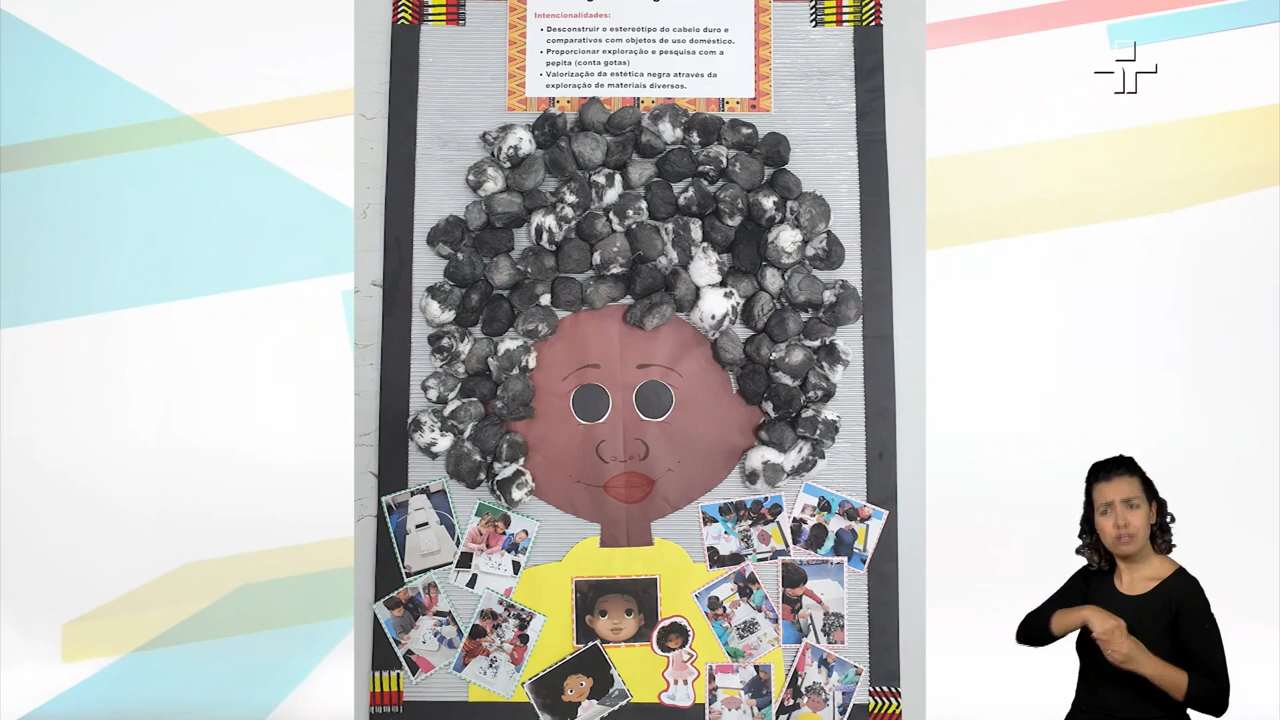 Intencionalidades:
• Desconstruir o estereótipo do cabelo duro e
comparativos com objetos de uso doméstico.
• Proporcionar exploração e pesquisa com a
pepita (conta gotas)
• Valorização da estética negra através da
exploração de materiais diversos.